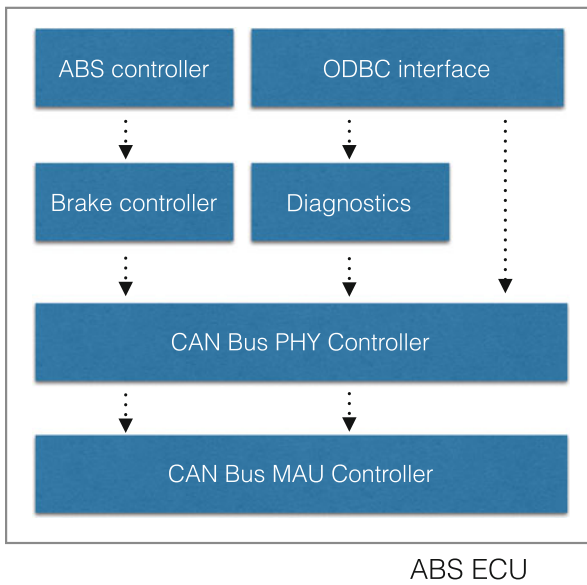 ABS controller
ODBC interface
Brake controller
Diagnostics
CAN Bus PHY Controller
CAN Bus MAU Controller
ABS ECU